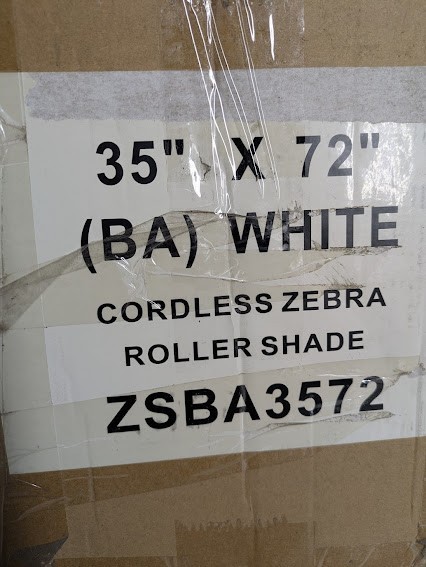 35" X 72"
(BA) WHITE
CORDLESS ZEBRA
ROLLER SHADE
ZSBA3572